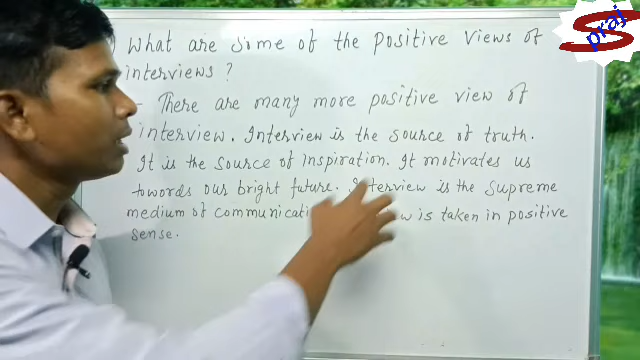 What are some of the positive views of
interviews ?
- There are many more positive view of
interview. Interview is the source of truth.
It is the source of Inspiration. It motivates us
towards our bright future. Interview is the Supreme
medium of communicati w is taken in positive
sense.
S praj